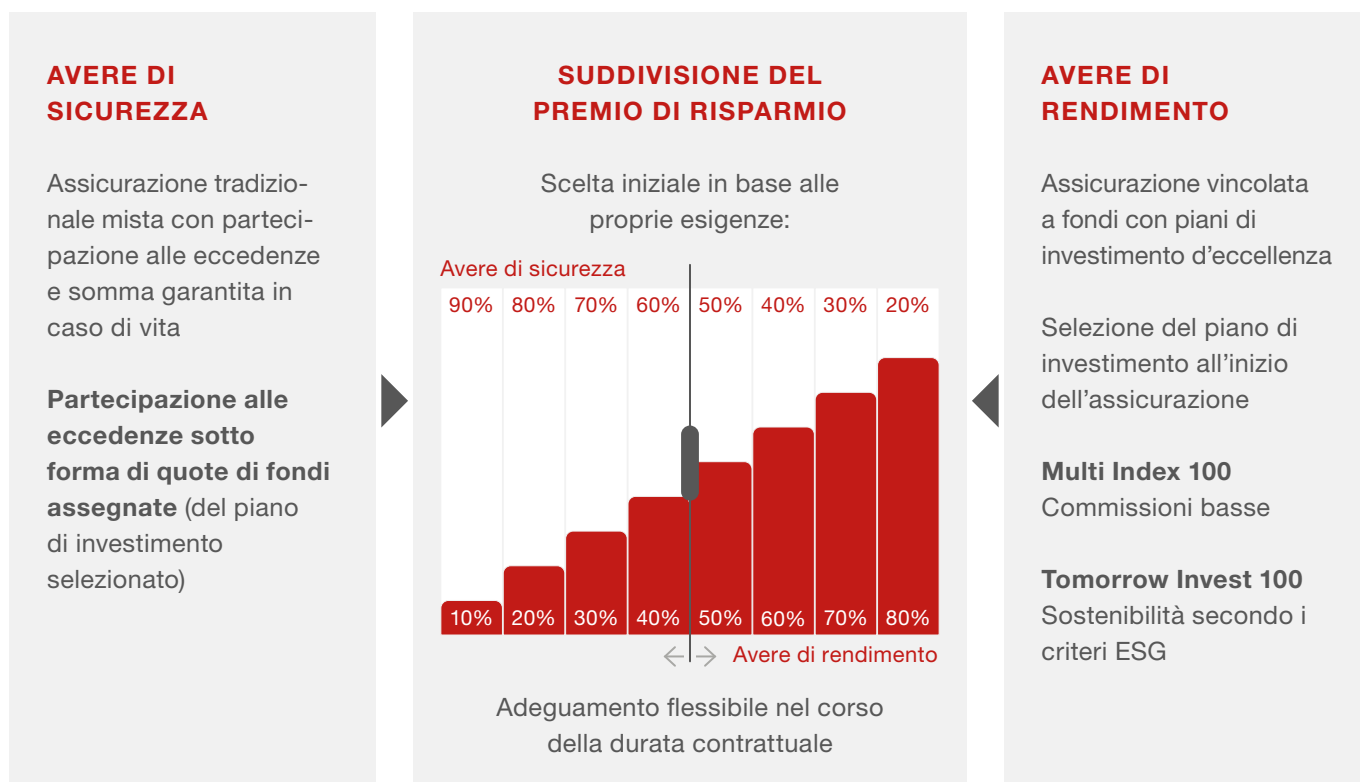 AVERE DI
SICUREZZA
Assicurazione tradizio-
nale mista con parteci-
pazione alle eccedenze
e somma garantita in
caso di vita
Partecipazione alle
eccedenze sotto
forma di quote di fondi
assegnate (del piano
di investimento
selezionato)
SUDDIVISIONE DEL
PREMIO DI RISPARMIO
Scelta iniziale in base alle
proprie esigenze:
Avere di sicurezza
90% 80% 70% 60% 50% 40% 30% 20%
10% 20% 30% 40% 50% 60% 70% 80%
Avere di rendimento
Adeguamento flessibile nel corso
della durata contrattuale
AVERE DI
RENDIMENTO
Assicurazione vincolata
a fondi con piani di
investimento d’eccellenza
Selezione del piano di
investimento all’inizio
dell’assicurazione
Multi Index 100
Commissioni basse
Tomorrow Invest 100
Sostenibilità secondo i
criteri ESG